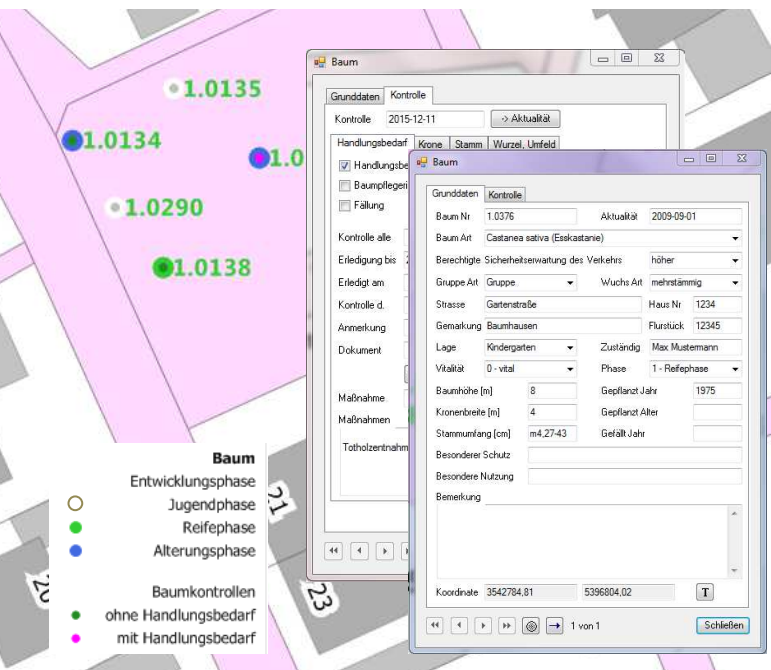 1.0135
1.0134
1.0
1.0290
1.0138
21
20
23
Baum
Entwicklungsphase
Jugendphase
Reifephase
Alterungsphase
Baumkontrollen
ohne Handlungsbedarf
mit Handlungsbedarf
Baum
Grunddaten Kontrolle
Kontrolle 2015-12-11 -> Aktualität
Handlungsbedarf Krone Stamm Wurzel, Umfeld
Handlungsbe
Baumpflegeri
Fällung
Kontrolle alle
Erledigung bis
Erledigt am
Kontrolle d.
Anmerkung
Dokument
Maßnahme
Maßnahmen
Totholzentnahm
Baum
Grunddaten Kontrolle
Baum Nr 1.0376 Aktualität 2009-09-01
Baum Art Castanea sativa (Esskastanie)
Berechtigte Sicherheitserwartung des Verkehrs höher
Gruppe Art Gruppe Wuchs Art mehrstämmig
Strasse Gartenstraße Haus Nr 1234
Gemarkung Baumhausen Flurstück 12345
Lage Kindergarten Zuständig Max Mustermann
Vitalität 0 - vital Phase 1 - Reifephase
Baumhöhe [m] 8 Gepflanzt Jahr 1975
Kronenbreite [m] 4 Gepflanzt Alter
Stammumfang [cm] m4,27-43 Gefällt Jahr
Besonderer Schutz
Besondere Nutzung
Bemerkung
Koordinate 3542784,81 5396804,02 T
1 von 1 Schließen